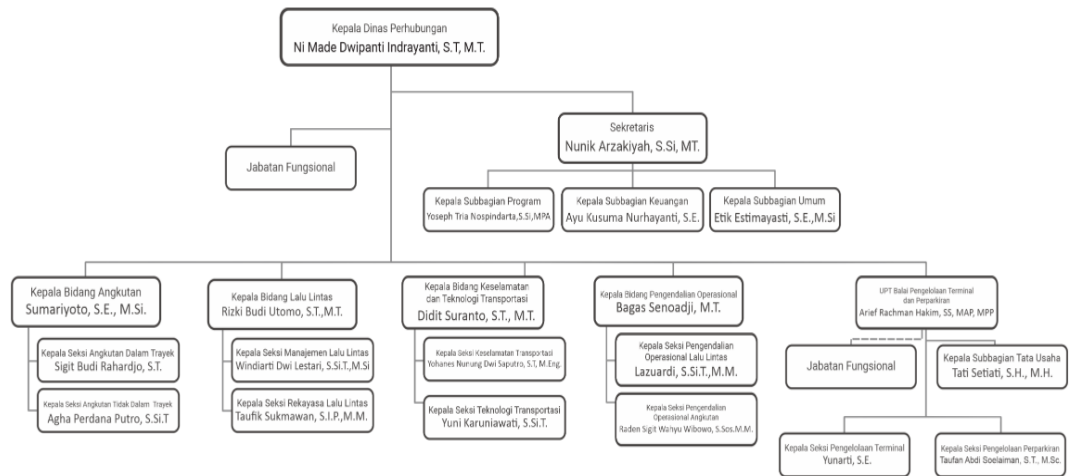 Kepala Dinas Perhubungan
Ni Made Dwipanti Indrayanti, S.T, M.T.
Sekretaris
Nunik Arzakiyah, S.Si, MT.
Jabatan Fungsional
Kepala Subbagian Program
Yoseph Tria Nospindarta,S.Si,MPA
Kepala Subbagian Keuangan
Ayu Kusuma Nurhayanti, S.E.
Kepala Subbagian Umum
Etik Estimayasti, S.E.,M.Si
Kepala Bidang Angkutan
Sumariyoto, S.E., M.Si.
Kepala Seksi Angkutan Dalam Trayek
Sigit Budi Rahardjo, S.T.
Kepala Seksi Angkutan Tidak Dalam Trayek
Agha Perdana Putro, S.Si.T
Kepala Bidang Lalu Lintas
Rizki Budi Utomo, S.T.,M.T.
Kepala Seksi Manajemen Lalu Lintas
Windiarti Dwi Lestari, S.Si.T.,M.Si
Kepala Seksi Rekayasa Lalu Lintas
Taufik Sukmawan, S.I.P.,M.M.
Kepala Bidang Keselamatan
dan Teknologi Transportasi
Didit Suranto, S.T., M.T.
Kepala Seksi Keselamatan Transportasi
Yohanes Nunung Dwi Saputro, S.T, M.Eng.
Kepala Seksi Teknologi Transportasi
Yuni Karuniawati, S.Si.T.
Kepala Bidang Pengendalian Operasional
Bagas Senoadji, M.T.
Kepala Seksi Pengendalian
Operasional Lalu Lintas
Lazuardi, S.Si.T.,M.M.
Kepala Seksi Pengendalian
Operasional Angkutan
Raden Sigit Wahyu Wibowo, S.Sos.M.M.
UPT Balai Pengelolaan Terminal
dan Perparkiran
Arief Rachman Hakim, SS, MAP, MPP
Jabatan Fungsional
Kepala Subbagian Tata Usaha
Tati Setiati, S.H., M.H.
Kepala Seksi Pengelolaan Terminal
Yunarti, S.E.
Kepala Seksi Pengelolaan Perparkiran
Taufan Abdi Soelaiman, S.T., M.Sc.